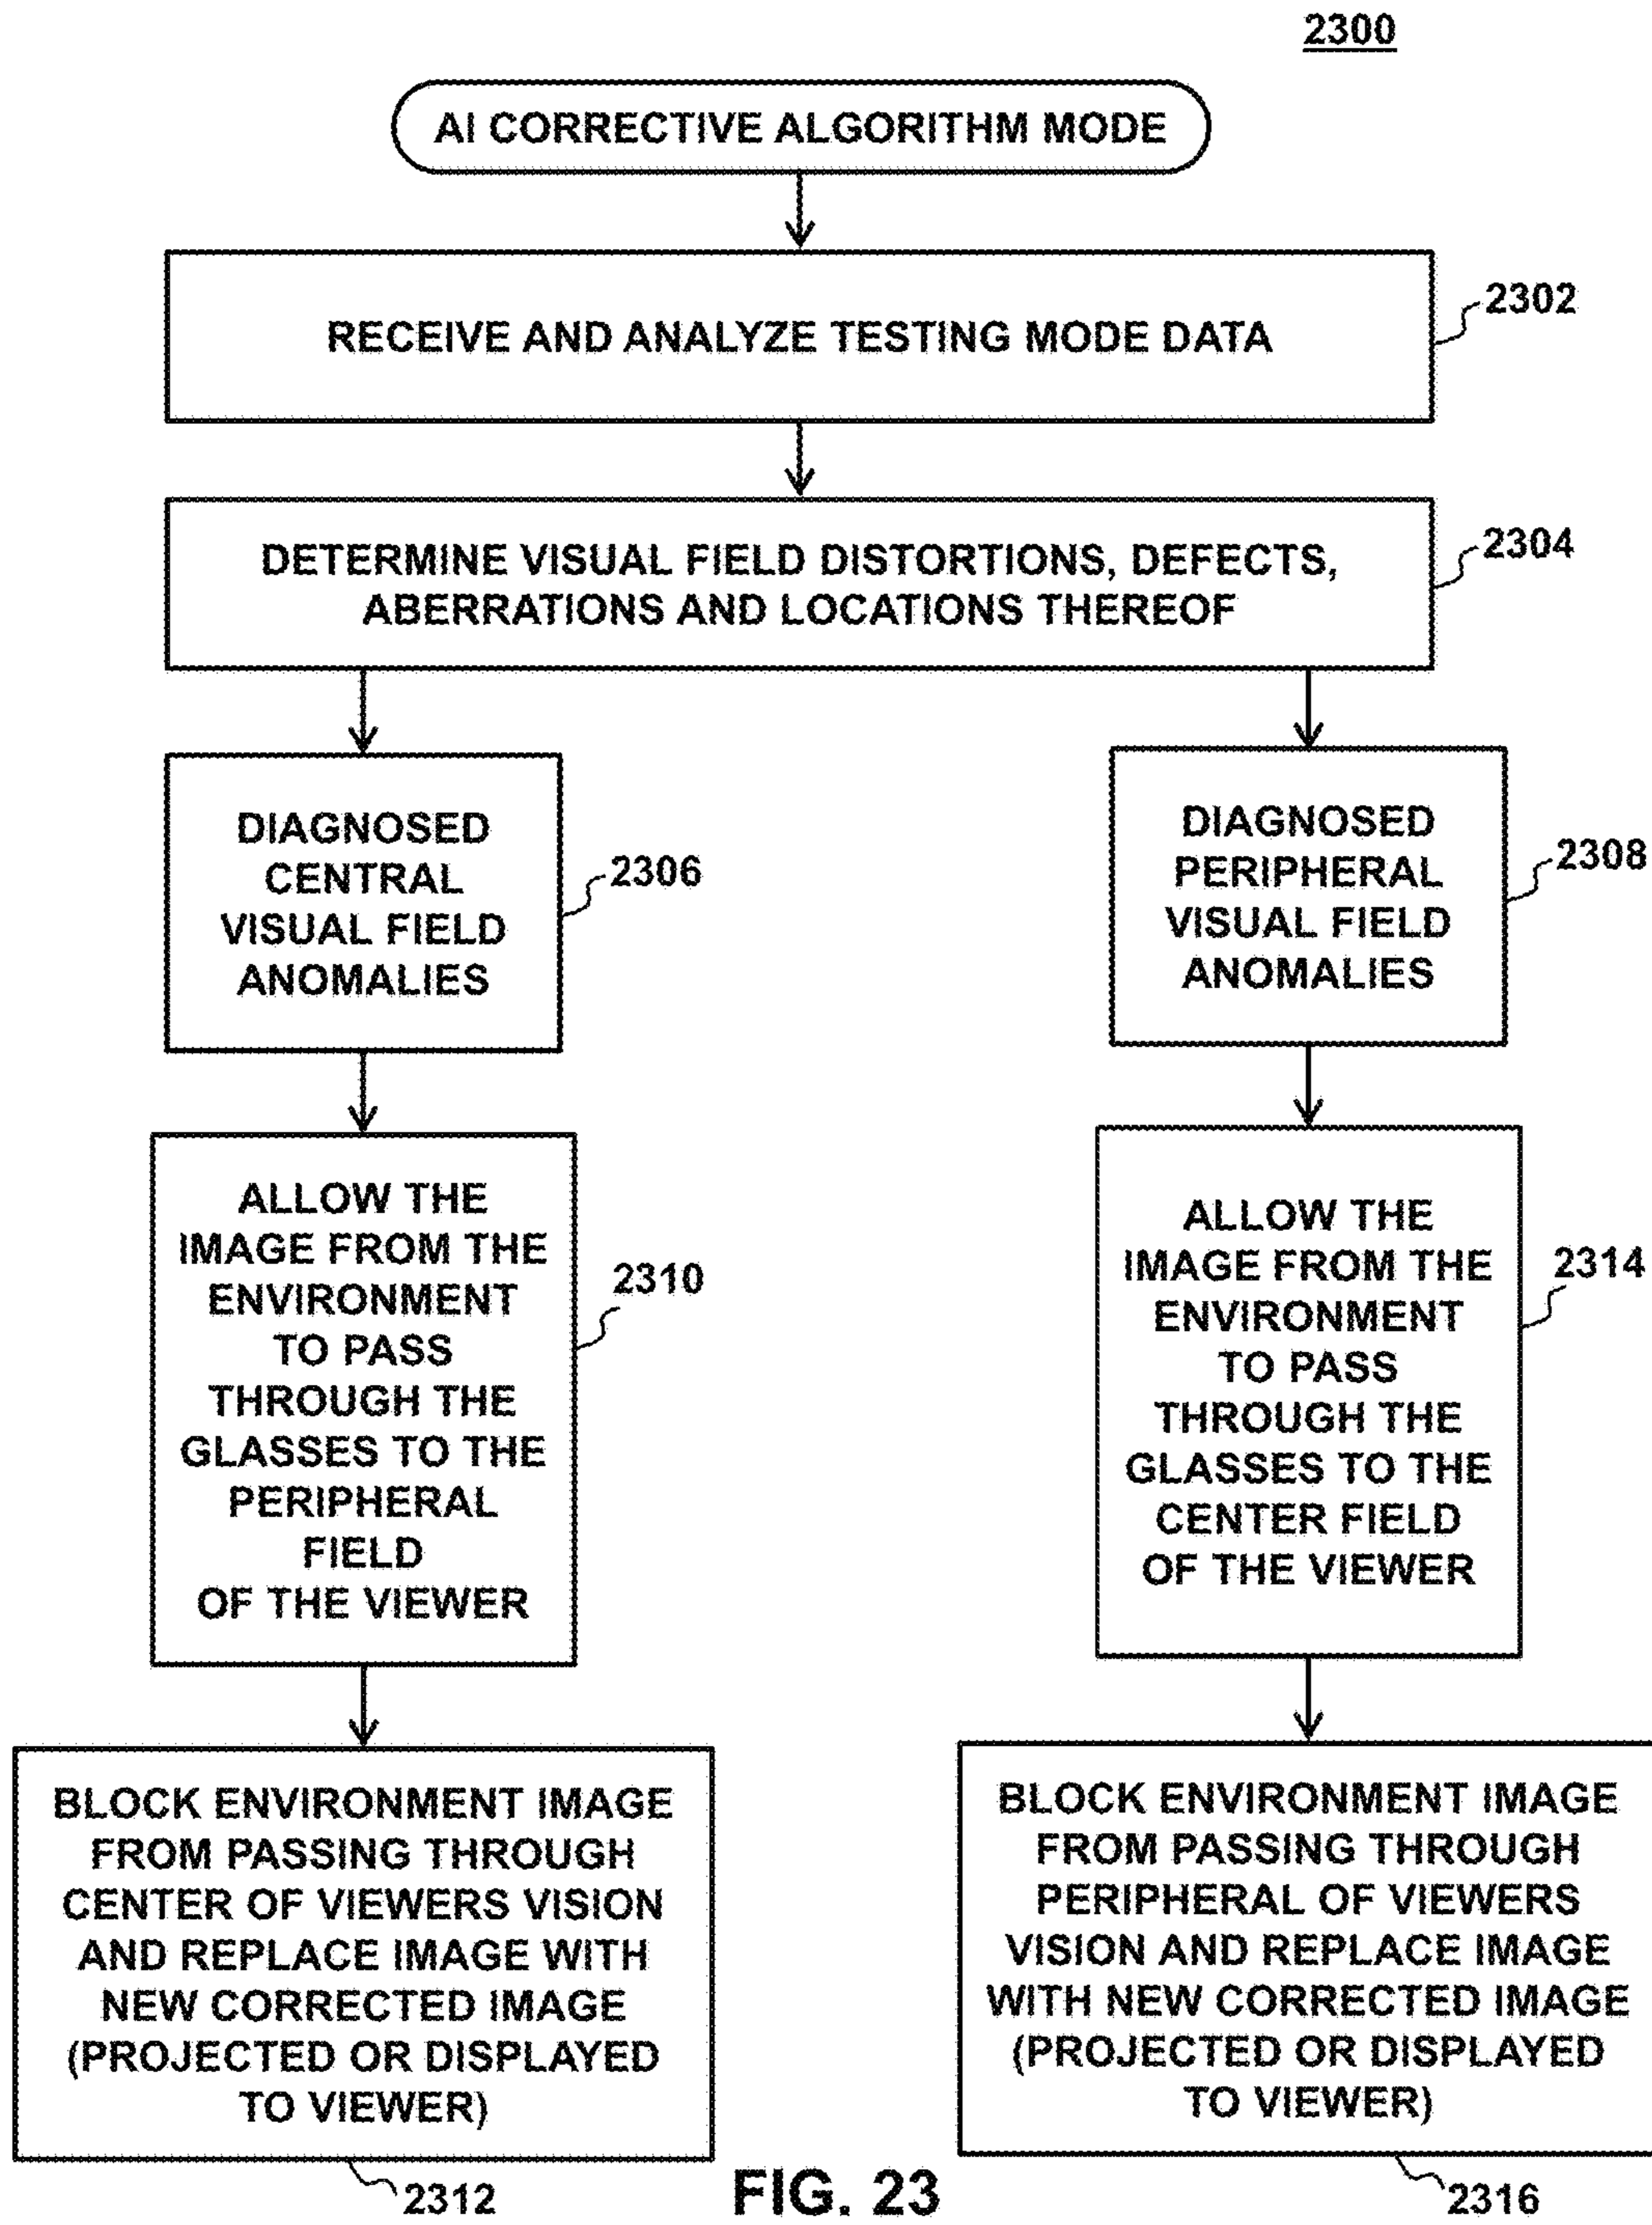 2300
AI CORRECTIVE ALGORITHM MODE
RECEIVE AND ANALYZE TESTING MODE DATA
2302
DETERMINE VISUAL FIELD DISTORTIONS, DEFECTS,
ABERRATIONS AND LOCATIONS THEREOF
2304
DIAGNOSED
CENTRAL
VISUAL FIELD
ANOMALIES
2306
DIAGNOSED
PERIPHERAL
VISUAL FIELD
ANOMALIES
2308
ALLOW THE
IMAGE FROM THE
ENVIRONMENT
TO PASS
THROUGH THE
GLASSES TO THE
PERIPHERAL
FIELD
OF THE VIEWER
2310
ALLOW THE
IMAGE FROM THE
ENVIRONMENT
TO PASS
THROUGH THE
GLASSES TO THE
CENTER FIELD
OF THE VIEWER
2314
BLOCK ENVIRONMENT IMAGE
FROM PASSING THROUGH
CENTER OF VIEWERS VISION
AND REPLACE IMAGE WITH
NEW CORRECTED IMAGE
(PROJECTED OR DISPLAYED
TO VIEWER)
2312
BLOCK ENVIRONMENT IMAGE
FROM PASSING THROUGH
PERIPHERAL OF VIEWERS
VISION AND REPLACE IMAGE
WITH NEW CORRECTED IMAGE
(PROJECTED OR DISPLAYED
TO VIEWER)
2316
FIG. 23